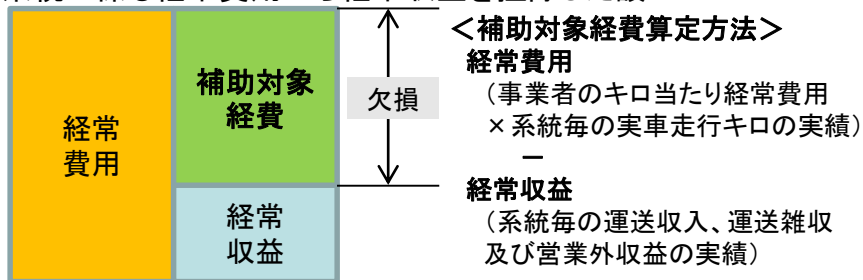 経常
費用
補助対象
経費
経常
収益
欠損
＜補助対象経費算定方法＞
経常費用
（事業者のキロ当たり経常費用
×系統毎の実車走行キロの実績）
－
経常収益
（系統毎の運送収入、運送雑収
及び営業外収益の実績）